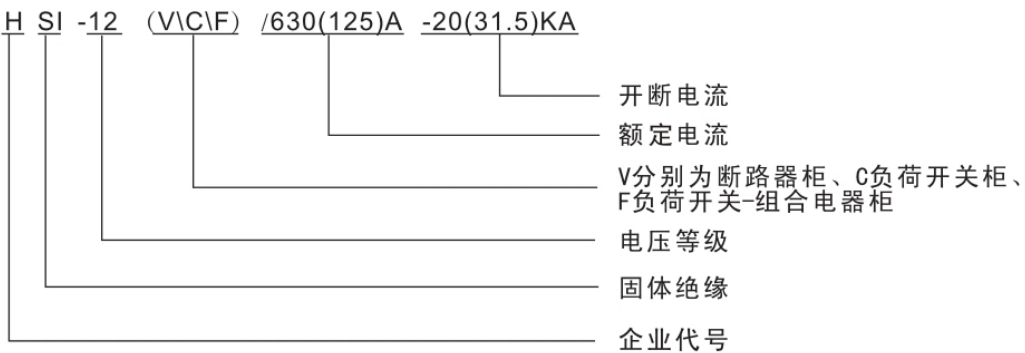 H SI -12 (V\C\F) /630(125)A -20(31.5)KA
开断电流
额定电流
V分别为断路器柜、C负荷开关柜、
F负荷开关-组合电器柜
电压等级
固体绝缘
企业代号